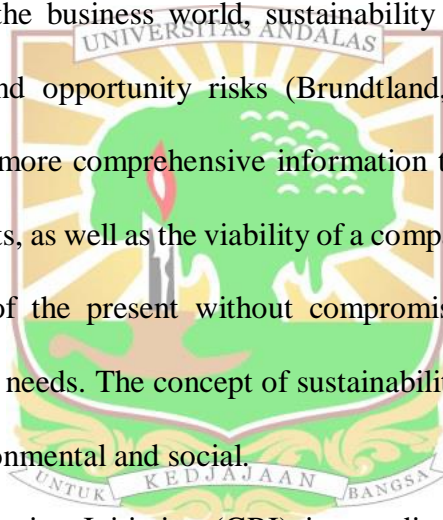 the business world, sustainability
UNIVERSITAS ANDALAS
nd opportunity risks (Brundtland,
more comprehensive information t
ts, as well as the viability of a comp
of the present without compromis
needs. The concept of sustainabilit
onmental and social.
UNTUK KEDJAJAAN BANGSA
Initiative (GRI)